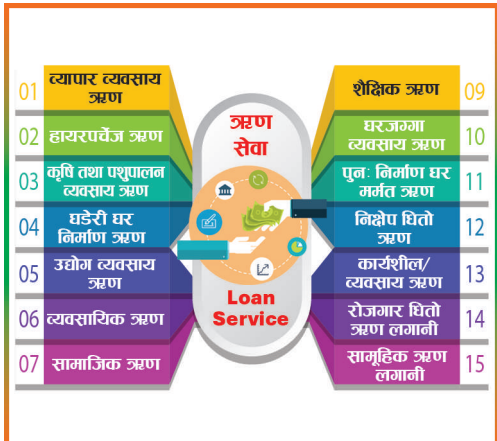 01
व्यापार व्यवसाय
ऋण
02
हायरपर्चेज ऋण
03
कृषि तथा पशुपालन
व्यवसाय ऋण
04
घडेरी घर
निर्माण ऋण
05
उद्योग व्यवसाय
ऋण
06
व्यवसायिक ऋण
07
सामाजिक ऋण
ऋण
सेवा
Loan
Service
शैक्षिक ऋण
09
घरजग्गा
व्यवसाय ऋण
10
पुनः निर्माण घर
मर्मत ऋण
11
निक्षेप धितो
ऋण
12
कार्यशील/
व्यवसाय ऋण
13
रोजगार धितो
ऋण लगानी
14
सामूहिक ऋण
लगानी
15